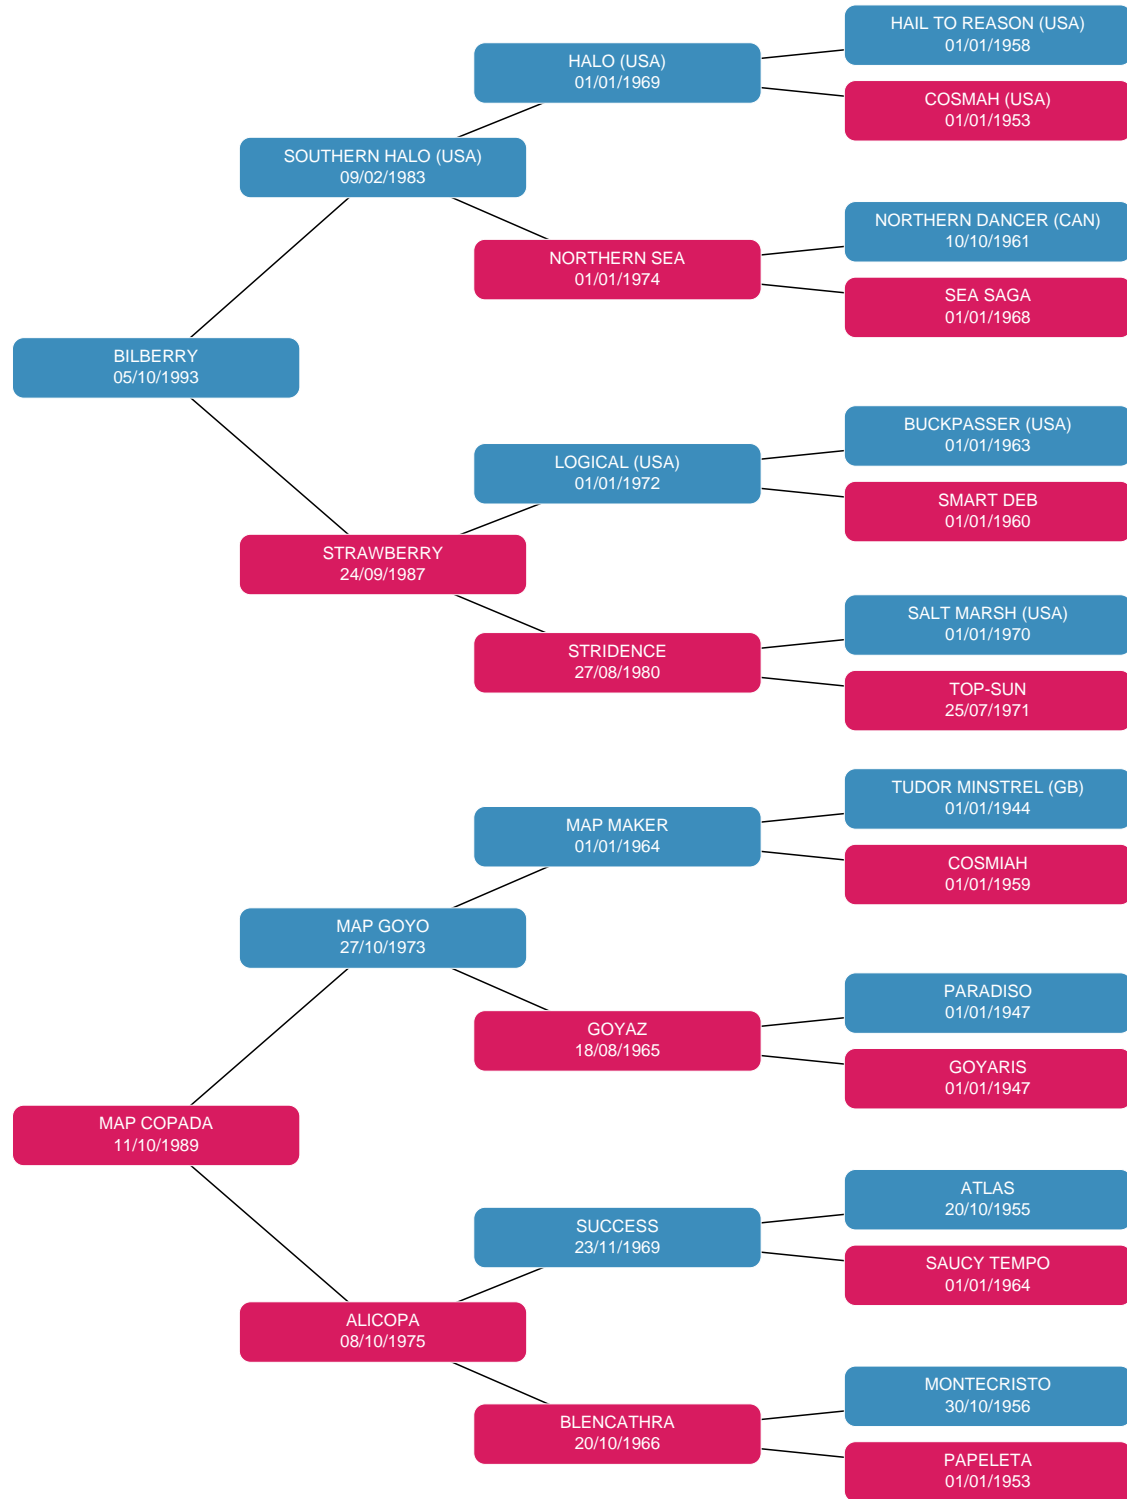 HAIL TO REASON (USA)
01/01/1958
HALO (USA)
01/01/1969
COSMAH (USA)
01/01/1953
SOUTHERN HALO (USA)
09/02/1983
NORTHERN DANCER (CAN)
10/10/1961
NORTHERN SEA
01/01/1974
SEA SAGA
01/01/1968
BILBERRY
05/10/1993
BUCKPASSER (USA)
01/01/1963
LOGICAL (USA)
01/01/1972
SMART DEB
01/01/1960
STRAWBERRY
24/09/1987
SALT MARSH (USA)
01/01/1970
STRIDENCE
27/08/1980
TOP-SUN
25/07/1971
TUDOR MINSTREL (GB)
01/01/1944
MAP MAKER
01/01/1964
COSMIAH
01/01/1959
MAP GOYO
27/10/1973
PARADISO
01/01/1947
GOYAZ
18/08/1965
GOYARIS
01/01/1947
MAP COPADA
11/10/1989
ATLAS
20/10/1955
SUCCESS
23/11/1969
SAUCY TEMPO
01/01/1964
ALICOPA
08/10/1975
MONTECRISTO
30/10/1956
BLENCATHRA
20/10/1966
PAPELETA
01/01/1953